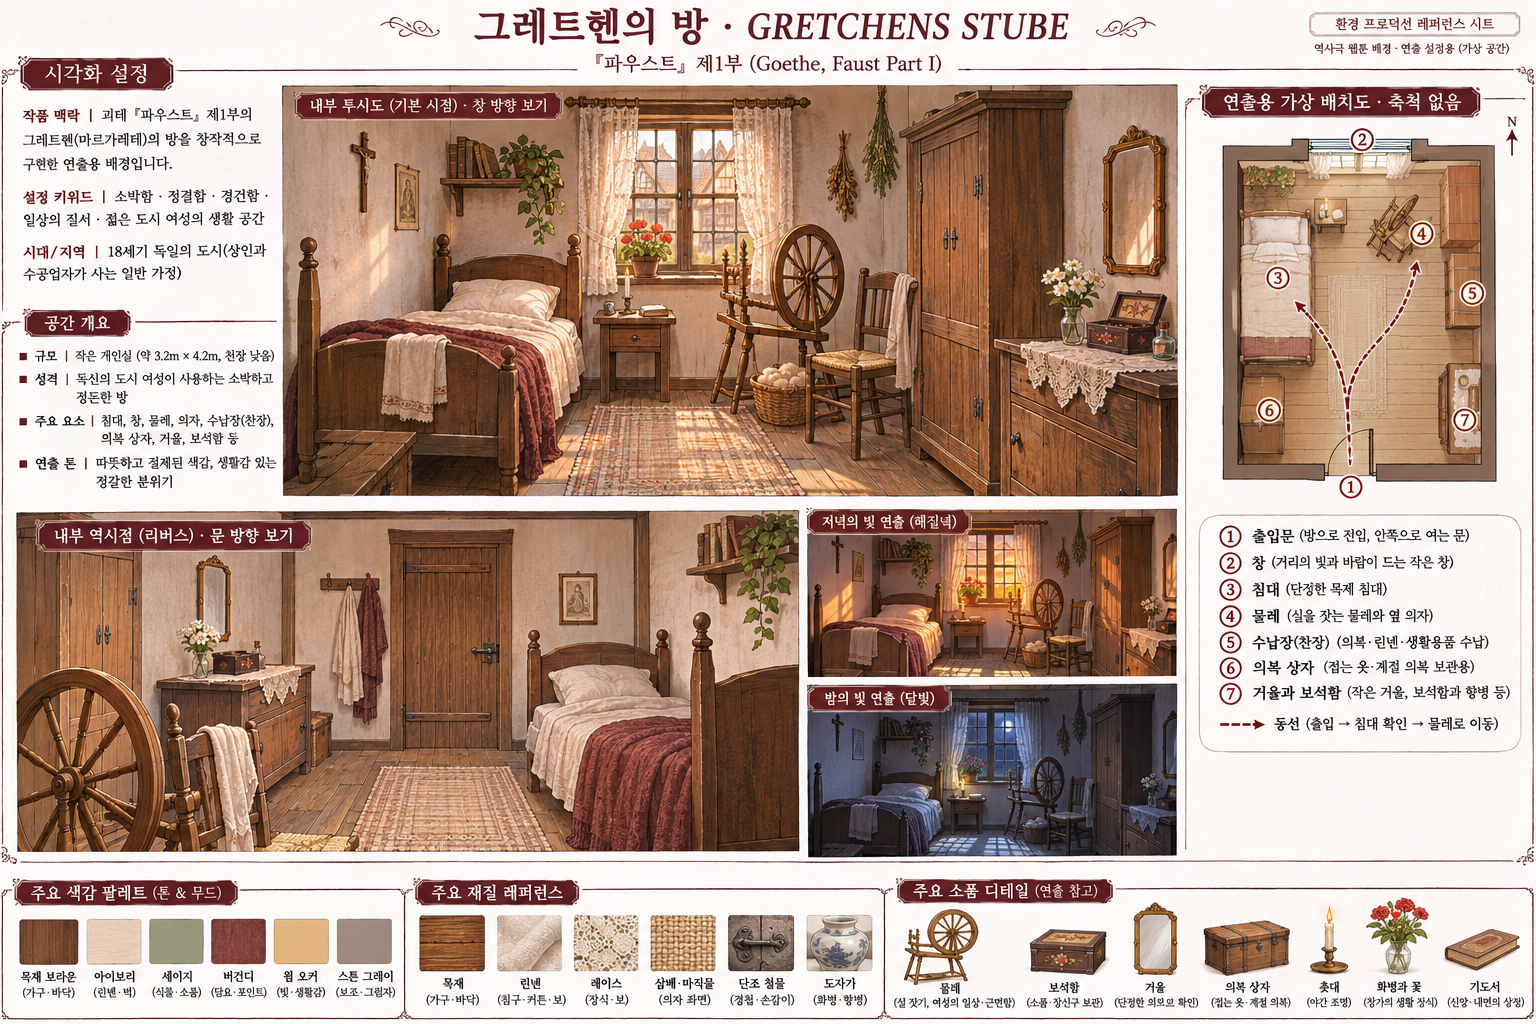 그레트헨의 방 · GRETCHENS STUBE
『파우스트』 제1부 (Goethe, Faust Part I)
환경 프로덕션 레퍼런스 시트
역사극 웹툰 배경 · 연출 설정용 (가상 공간)
시각화 설정
작품 맥락 | 괴테 『파우스트』 제1부의
그레트헨(마르가레테)의 방을 창작적으로
구현한 연출용 배경입니다.
설정 키워드 | 소박함 · 정결함 · 경건함 ·
일상의 질서 · 젊은 도시 여성의 생활 공간
시대/지역 | 18세기 독일의 도시(상인과
수공업자가 사는 일반 가정)
공간 개요
■ 규모 | 작은 개인실 (약 3.2m × 4.2m, 천장 낮음)
■ 성격 | 독신의 도시 여성이 사용하는 소박하고
정돈한 방
■ 주요 요소 | 침대, 창, 물레, 의자, 수납장(찬장),
의복 상자, 거울, 보석함 등
■ 연출 톤 | 따뜻하고 절제된 색감, 생활감 있는
정갈한 분위기
내부 투시도 (기본 시점) · 창 방향 보기
연출용 가상 배치도 · 축척 없음
N
②
③
④
⑤
⑥
⑦
①
내부 역시점 (리버스) · 문 방향 보기
저녁의 빛 연출 (해질녘)
밤의 빛 연출 (달빛)
① 출입문 (방으로 전입, 안쪽으로 여는 문)
② 창 (거리의 빛과 바람이 드는 작은 창)
③ 침대 (단정한 목제 침대)
④ 물레 (실을 잣는 물레와 옆 의자)
⑤ 수납장(찬장) (의복·린넨·생활용품 수납)
⑥ 의복 상자 (접는 옷·계절 의복 보관용)
⑦ 거울과 보석함 (작은 거울, 보석함과 향병 등)
동선 (출입 → 침대 확인 → 물레로 이동)
주요 색감 팔레트 (톤 & 무드)
목재 브라운
(가구·바닥)
아이보리
(린넨·벽)
세이지
(식물·소품)
버건디
(담요·포인트)
웜 오커
(빛·생활감)
스톤 그레이
(보조·그림자)
주요 재질 레퍼런스
목재
(가구·바닥)
린넨
(침구·커튼·보)
레이스
(장식·보)
삼베·마직물
(의자 좌면)
단조 철물
(경첩·손잡이)
도자기
(화병·향병)
주요 소품 디테일 (연출 참고)
물레
(실 잣기, 여성의 일상·근면함)
보석함
(소품·장신구 보관)
거울
(단정한 외모 확인)
의복 상자
(접는 옷·계절 의복)
촛대
(야간 조명)
화병과 꽃
(창가의 생활 장식)
기도서
(신앙·내면의 상징)